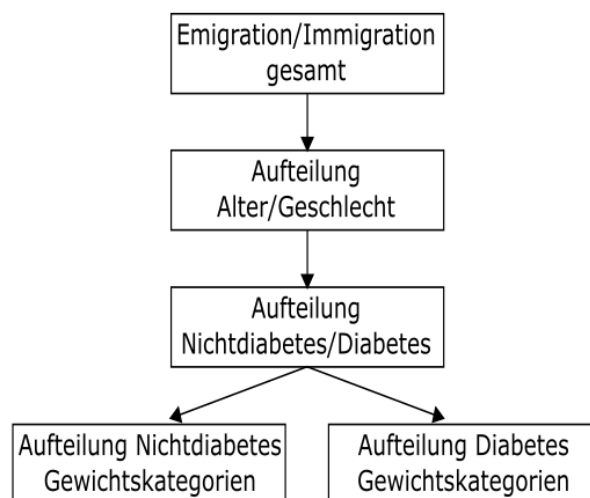 Emigration/Immigration
gesamt
Aufteilung
Alter/Geschlecht
Aufteilung
Nichtdiabetes/Diabetes
Aufteilung Nichtdiabetes
Gewichtskategorien
Aufteilung Diabetes
Gewichtskategorien